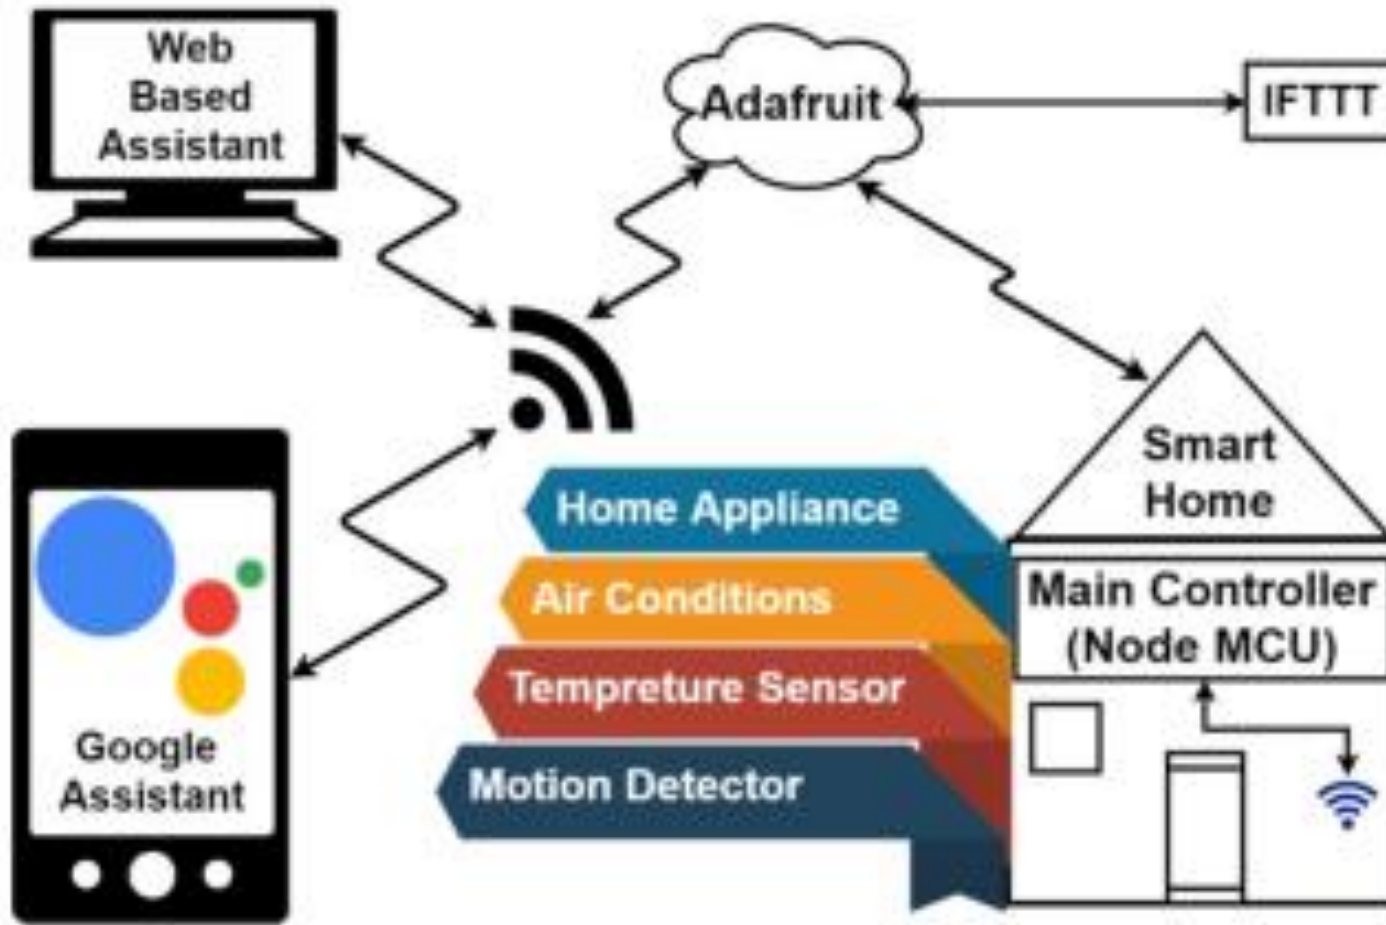 Web
Based
Assistant
Adafruit
IFTTT
Smart
Home
Home Appliance
Air Conditions
Tempreture Sensor
Motion Detector
Main Controller
(Node MCU)
Google
Assistant